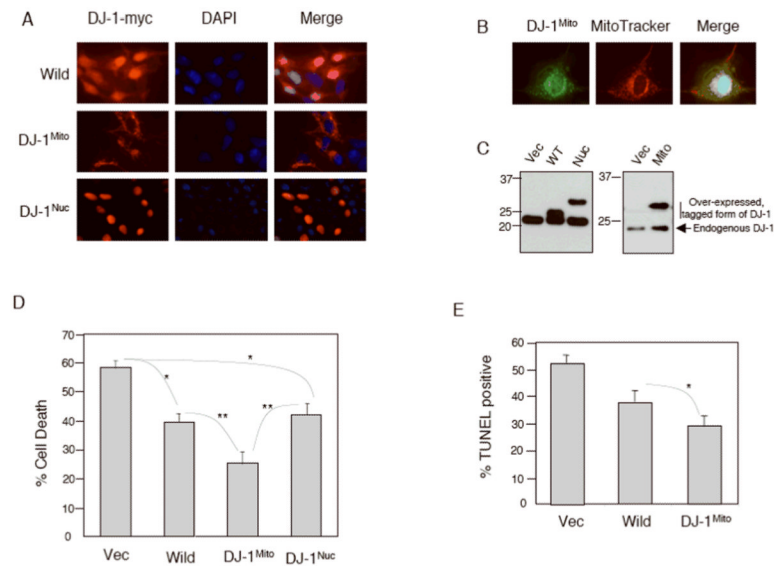 A
DJ-1-myc DAPI Merge
Wild
DJ-1ᴹⁱᵗᵒ
DJ-1ᴺᵘᶜ
B
DJ-1ᴹⁱᵗᵒ MitoTracker Merge
C
Vec WT Nuc
37
25
20
Vec Mito
37
25
Over-expressed,
tagged form of DJ-1
Endogenous DJ-1
D
% Cell Death
70
60
50
40
30
20
10
0
* * ** **
Vec Wild DJ-1ᴹⁱᵗᵒ DJ-1ᴺᵘᶜ
E
% TUNEL positive
60
50
40
30
20
10
0
*
Vec Wild DJ-1ᴹⁱᵗᵒ